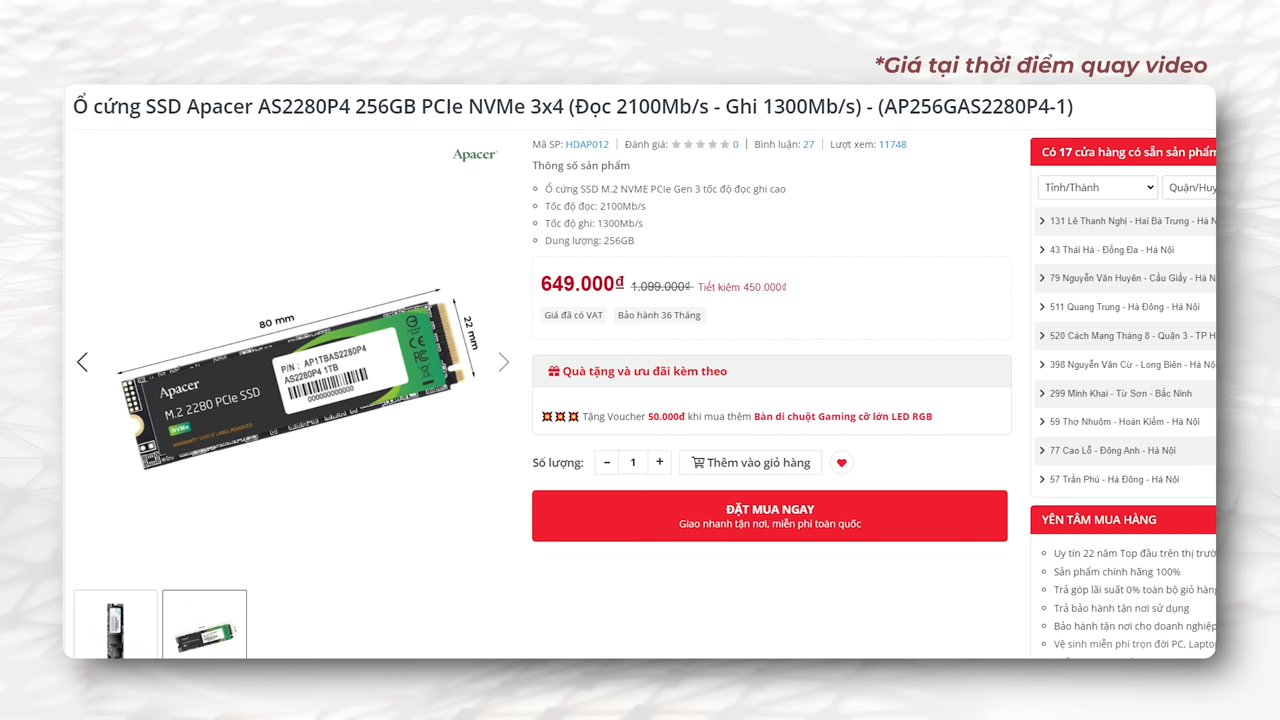 *Giá tại thời điểm quay video
Ổ cứng SSD Apacer AS2280P4 256GB PCIe NVMe 3x4 (Đọc 2100Mb/s - Ghi 1300Mb/s) - (AP256GAS2280P4-1)
Apacer
80 mm
22 mm
P/N : AP1TBAS2280P4
AS2280P4 1TB
000000000000
Apacer
M.2 2280 PCIe SSD
NVMe
WARRANTY VOID IF LABEL REMOVED
Mã SP: HDAP012 | Đánh giá: 0 | Bình luận: 27 | Lượt xem: 11748
Thông số sản phẩm
Ổ cứng SSD M.2 NVME PCIe Gen 3 tốc độ đọc ghi cao
Tốc độ đọc: 2100Mb/s
Tốc độ ghi: 1300Mb/s
Dung lượng: 256GB
649.000₫ 1.099.000₫ Tiết kiệm 450.000₫
Giá đã có VAT Bảo hành 36 Tháng
Quà tặng và ưu đãi kèm theo
Tặng Voucher 50.000đ khi mua thêm Bàn di chuột Gaming cỡ lớn LED RGB
Số lượng: - 1 + Thêm vào giỏ hàng
ĐẶT MUA NGAY
Giao nhanh tận nơi, miễn phí toàn quốc
Có 17 cửa hàng có sẵn sản phẩm
Tỉnh/Thành Quận/Huy
131 Lê Thanh Nghị - Hai Bà Trưng - Hà N
43 Thái Hà - Đống Đa - Hà Nội
79 Nguyễn Văn Huyên - Cầu Giấy - Hà N
511 Quang Trung - Hà Đông - Hà Nội
520 Cách Mạng Tháng 8 - Quận 3 - TP H
398 Nguyễn Văn Cừ - Long Biên - Hà Nộ
299 Minh Khai - Từ Sơn - Bắc Ninh
59 Thợ Nhuộm - Hoàn Kiếm - Hà Nội
77 Cao Lỗ - Đông Anh - Hà Nội
57 Trần Phú - Hà Đông - Hà Nội
YÊN TÂM MUA HÀNG
Uy tín 22 năm Top đầu trên thị trườ
Sản phẩm chính hãng 100%
Trả góp lãi suất 0% toàn bộ giỏ hàng
Trả bảo hành tận nơi sử dụng
Bảo hành tận nơi cho doanh nghiệp
Vệ sinh miễn phí trọn đời PC, Lapto